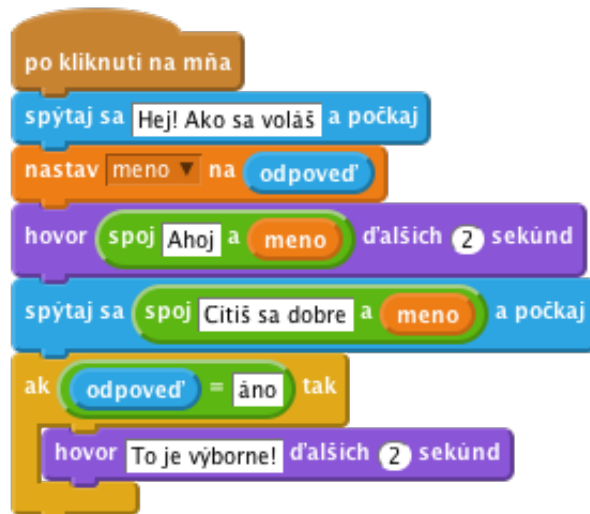 po kliknuti na mňa
spýtaj sa Hej! Ako sa voláš a počkaj
nastav meno na odpoveď
hovor spoj Ahoj a meno ďalších 2 sekúnd
spýtaj sa spoj Cítiš sa dobre a meno a počkaj
ak odpoveď = áno tak
hovor To je výborne! ďalších 2 sekúnd